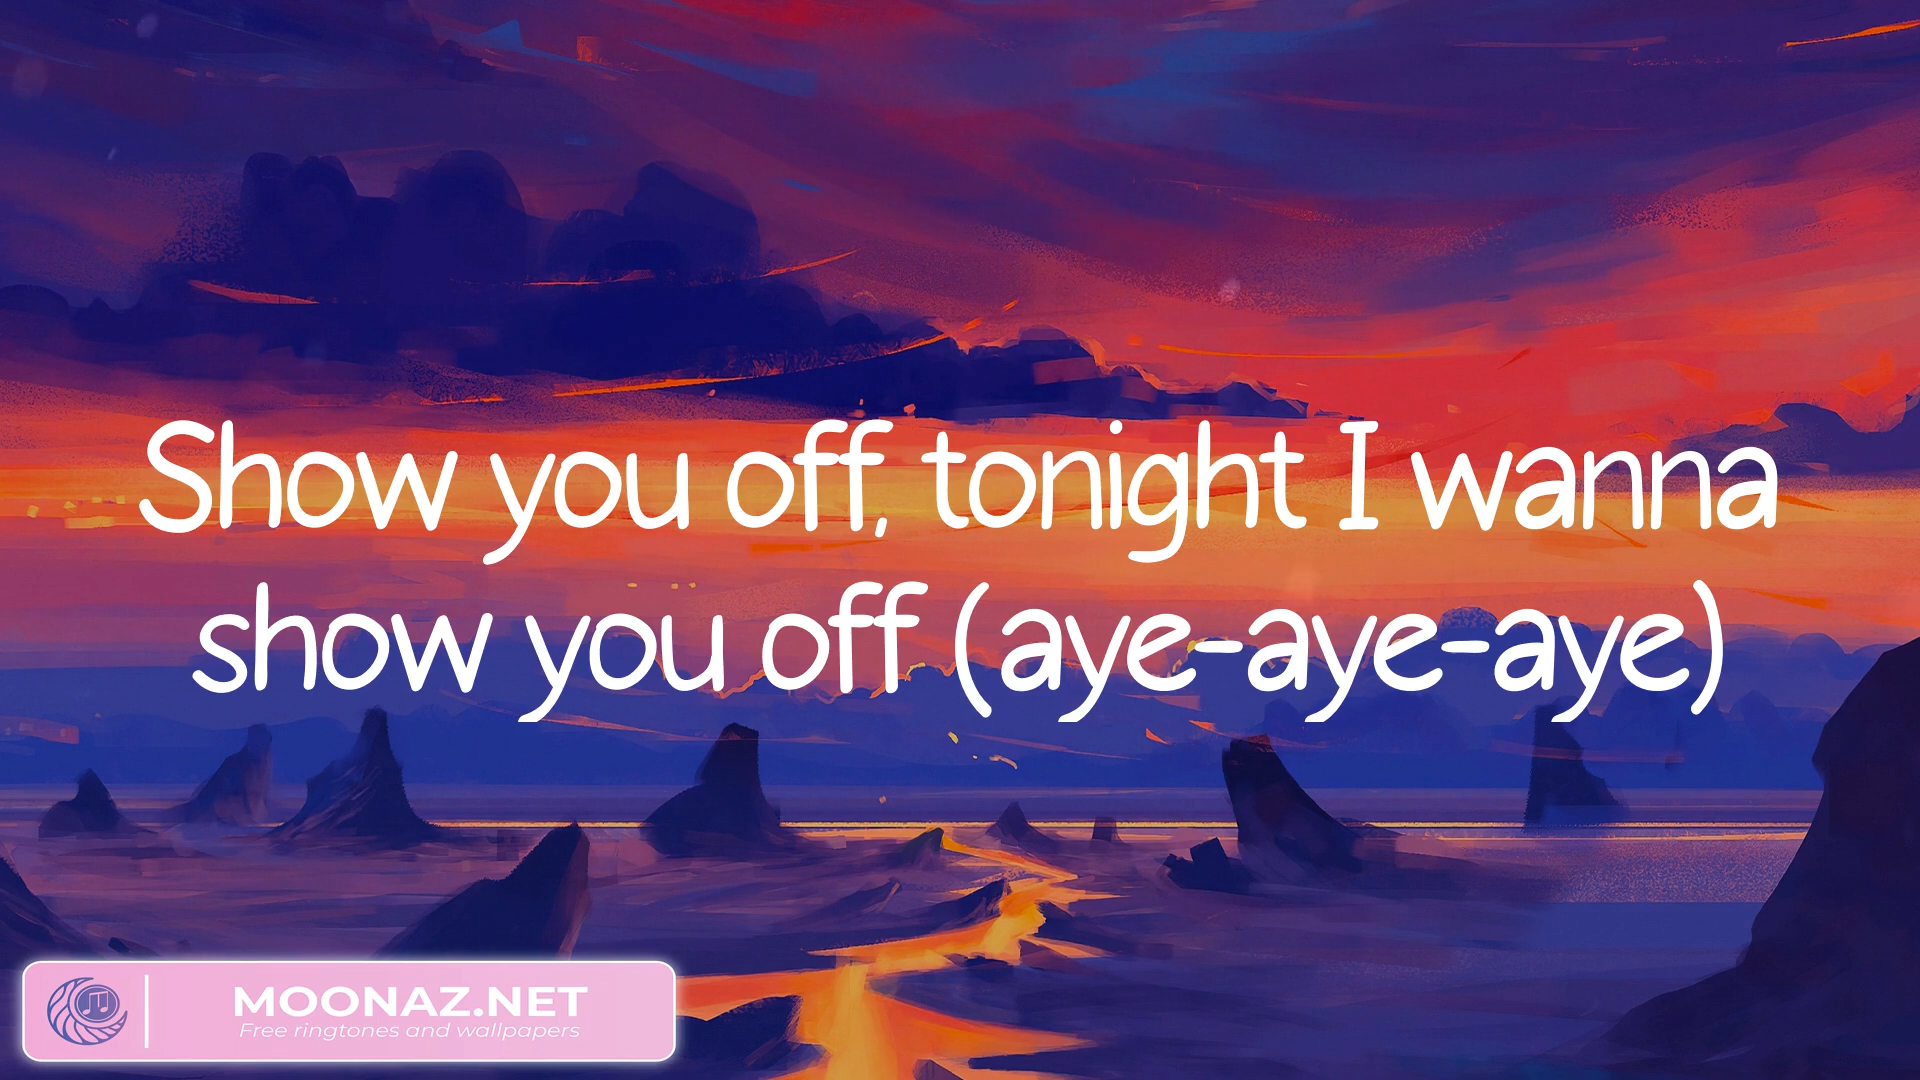 Show you off, tonight I wanna
show you off (aye-aye-aye)
MOONAZ.NET
Free ringtones and wallpapers